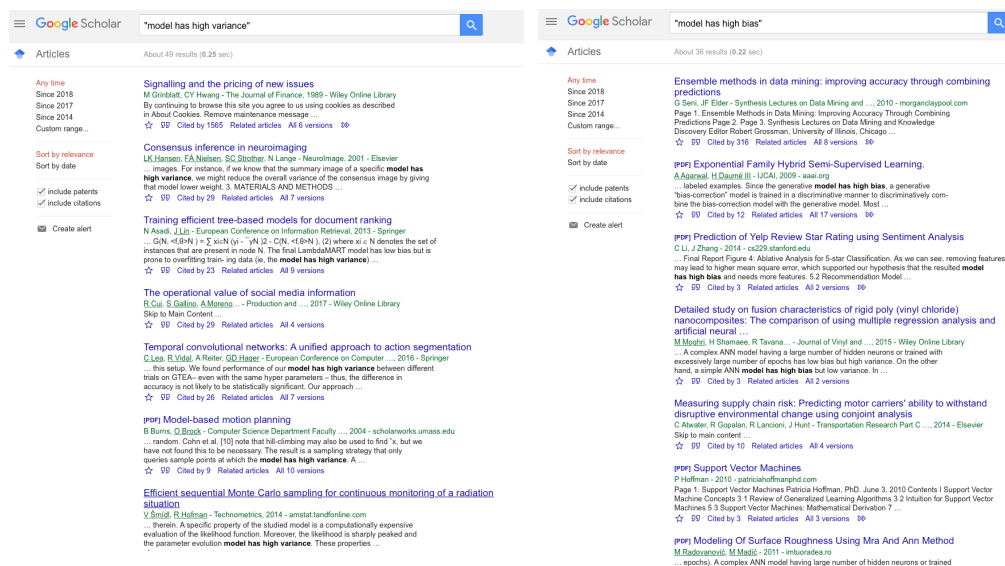 Google Scholar
"model has high variance"
Articles
About 49 results (0.25 sec)
Any time
Since 2018
Since 2017
Since 2014
Custom range...
Sort by relevance
Sort by date
include patents
include citations
Create alert
Signalling and the pricing of new issues
M Grinblatt, CY Hwang - The Journal of Finance, 1989 - Wiley Online Library
By continuing to browse this site you agree to us using cookies as described
in About Cookies. Remove maintenance message ...
Cited by 1565 Related articles All 6 versions
Consensus inference in neuroimaging
LK Hansen, FÅ Nielsen, SC Strother, N Lange - NeuroImage, 2001 - Elsevier
... images. For instance, if we know that the summary image of a specific model has
high variance, we might reduce the overall variance of the consensus image by giving
that model lower weight. 3. MATERIALS AND METHODS ...
Cited by 29 Related articles All 7 versions
Training efficient tree-based models for document ranking
N Asadi, J Lin - European Conference on Information Retrieval, 2013 - Springer
... G(N, <f,θ>N ) = ∑ xi∈N (yi - ¯yN )2 - C(N, <f,θ>N ), (2) where xi ∈ N denotes the set of
instances that are present in node N. The final LambdaMART model has low bias but is
prone to overfitting train- ing data (ie, the model has high variance) ...
Cited by 23 Related articles All 9 versions
The operational value of social media information
R Cui, S Gallino, A Moreno... - Production and ..., 2017 - Wiley Online Library
Skip to Main Content ...
Cited by 29 Related articles All 4 versions
Temporal convolutional networks: A unified approach to action segmentation
C Lea, R Vidal, A Reiter, GD Hager - European Conference on Computer ..., 2016 - Springer
... this setup. We found performance of our model has high variance between different
trials on GTEA– even with the same hyper parameters – thus, the difference in
accuracy is not likely to be statistically significant. Our approach ...
Cited by 26 Related articles All 7 versions
[PDF] Model-based motion planning
B Burns, O Brock - Computer Science Department Faculty ..., 2004 - scholarworks.umass.edu
... random. Cohn et al. [10] note that hill-climbing may also be used to find ˜x, but we
have not found this to be necessary. The result is a sampling strategy that only
queries sample points at which the model has high variance. A ...
Cited by 9 Related articles All 10 versions
Efficient sequential Monte Carlo sampling for continuous monitoring of a radiation
situation
V Šmídl, R Hofman - Technometrics, 2014 - amstat.tandfonline.com
... therein. A specific property of the studied model is a computationally expensive
evaluation of the likelihood function. Moreover, the likelihood is sharply peaked and
the parameter evolution model has high variance. These properties ...
Google Scholar
"model has high bias"
Articles
About 36 results (0.22 sec)
Any time
Since 2018
Since 2017
Since 2014
Custom range...
Sort by relevance
Sort by date
include patents
include citations
Create alert
Ensemble methods in data mining: improving accuracy through combining
predictions
G Seni, JF Elder - Synthesis Lectures on Data Mining and ..., 2010 - morganclaypool.com
Page 1. Ensemble Methods in Data Mining: Improving Accuracy Through Combining
Predictions Page 2. Page 3. Synthesis Lectures on Data Mining and Knowledge
Discovery Editor Robert Grossman, University of Illinois, Chicago ...
Cited by 316 Related articles All 8 versions
[PDF] Exponential Family Hybrid Semi-Supervised Learning.
A Agarwal, H Daumé III - IJCAI, 2009 - aaai.org
... labeled examples. Since the generative model has high bias, a generative
"bias-correction" model is trained in a discriminative manner to discriminatively com-
bine the bias-correction model with the generative model. Most ...
Cited by 12 Related articles All 17 versions
[PDF] Prediction of Yelp Review Star Rating using Sentiment Analysis
C Li, J Zhang - 2014 - cs229.stanford.edu
... Final Report Figure 4: Ablative Analysis for 5-star Classification. As we can see, removing features
may lead to higher mean square error, which supported our hypothesis that the resulted model
has high bias and needs more features. 5.2 Recommendation Model ...
Cited by 3 Related articles All 2 versions
Detailed study on fusion characteristics of rigid poly (vinyl chloride)
nanocomposites: The comparison of using multiple regression analysis and
artificial neural ...
M Moghri, H Shamaee, R Tavana... - Journal of Vinyl and ..., 2015 - Wiley Online Library
... A complex ANN model having a large number of hidden neurons or trained with
excessively large number of epochs has low bias but high variance. On the other
hand, a simple ANN model has high bias but low variance. In ...
Cited by 3 Related articles All 2 versions
Measuring supply chain risk: Predicting motor carriers' ability to withstand
disruptive environmental change using conjoint analysis
C Atwater, R Gopalan, R Lancioni, J Hunt - Transportation Research Part C ..., 2014 - Elsevier
Skip to main content ...
Cited by 10 Related articles All 4 versions
[PDF] Support Vector Machines
P Hoffman - 2010 - patriciahoffmanphd.com
Page 1. Support Vector Machines Patricia Hoffman, PhD. June 3, 2010 Contents I Support Vector
Machine Concepts 3 1 Review of Generalized Learning Algorithms 3 2 Intuition for Support Vector
Machines 5 3 Support Vector Machines: Mathematical Derivation 7 ...
Cited by 3 Related articles All 3 versions
[PDF] Modeling Of Surface Roughness Using Mra And Ann Method
M Radovanović, M Madić - 2011 - imtuoradea.ro
... epochs). A complex ANN model having large number of hidden neurons or trained